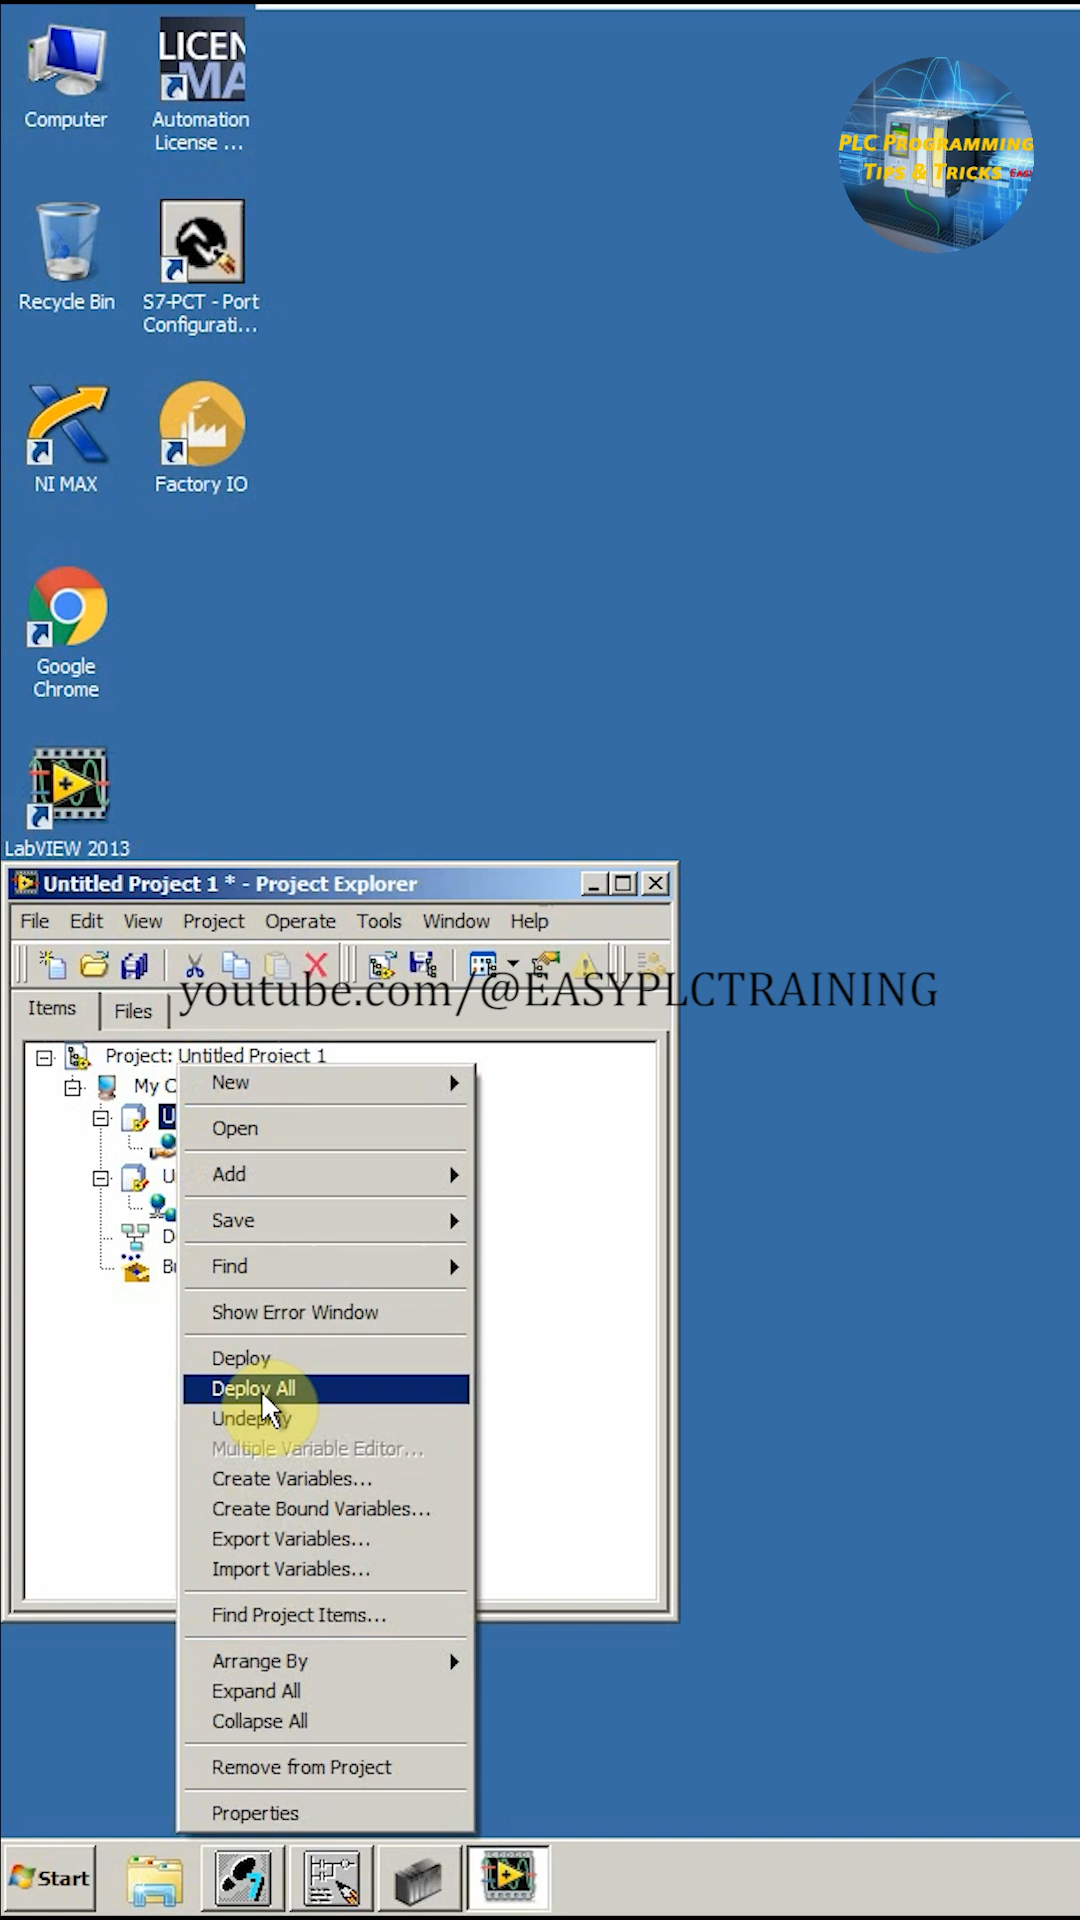 Computer
LICEN
MA
Automation
License ...
PLC PROGRAMMING
TIPS & TRICKS EASY
Recycle Bin
S7-PCT - Port
Configurati...
NI MAX
Factory IO
Google
Chrome
LabVIEW 2013
Untitled Project 1 * - Project Explorer
File Edit View Project Operate Tools Window Help
youtube.com/@EASYPLCTRAINING
Items Files
Project: Untitled Project 1
My C
U
U
D
B
New
Open
Add
Save
Find
Show Error Window
Deploy
Deploy All
Undeploy
Multiple Variable Editor...
Create Variables...
Create Bound Variables...
Export Variables...
Import Variables...
Find Project Items...
Arrange By
Expand All
Collapse All
Remove from Project
Properties
Start